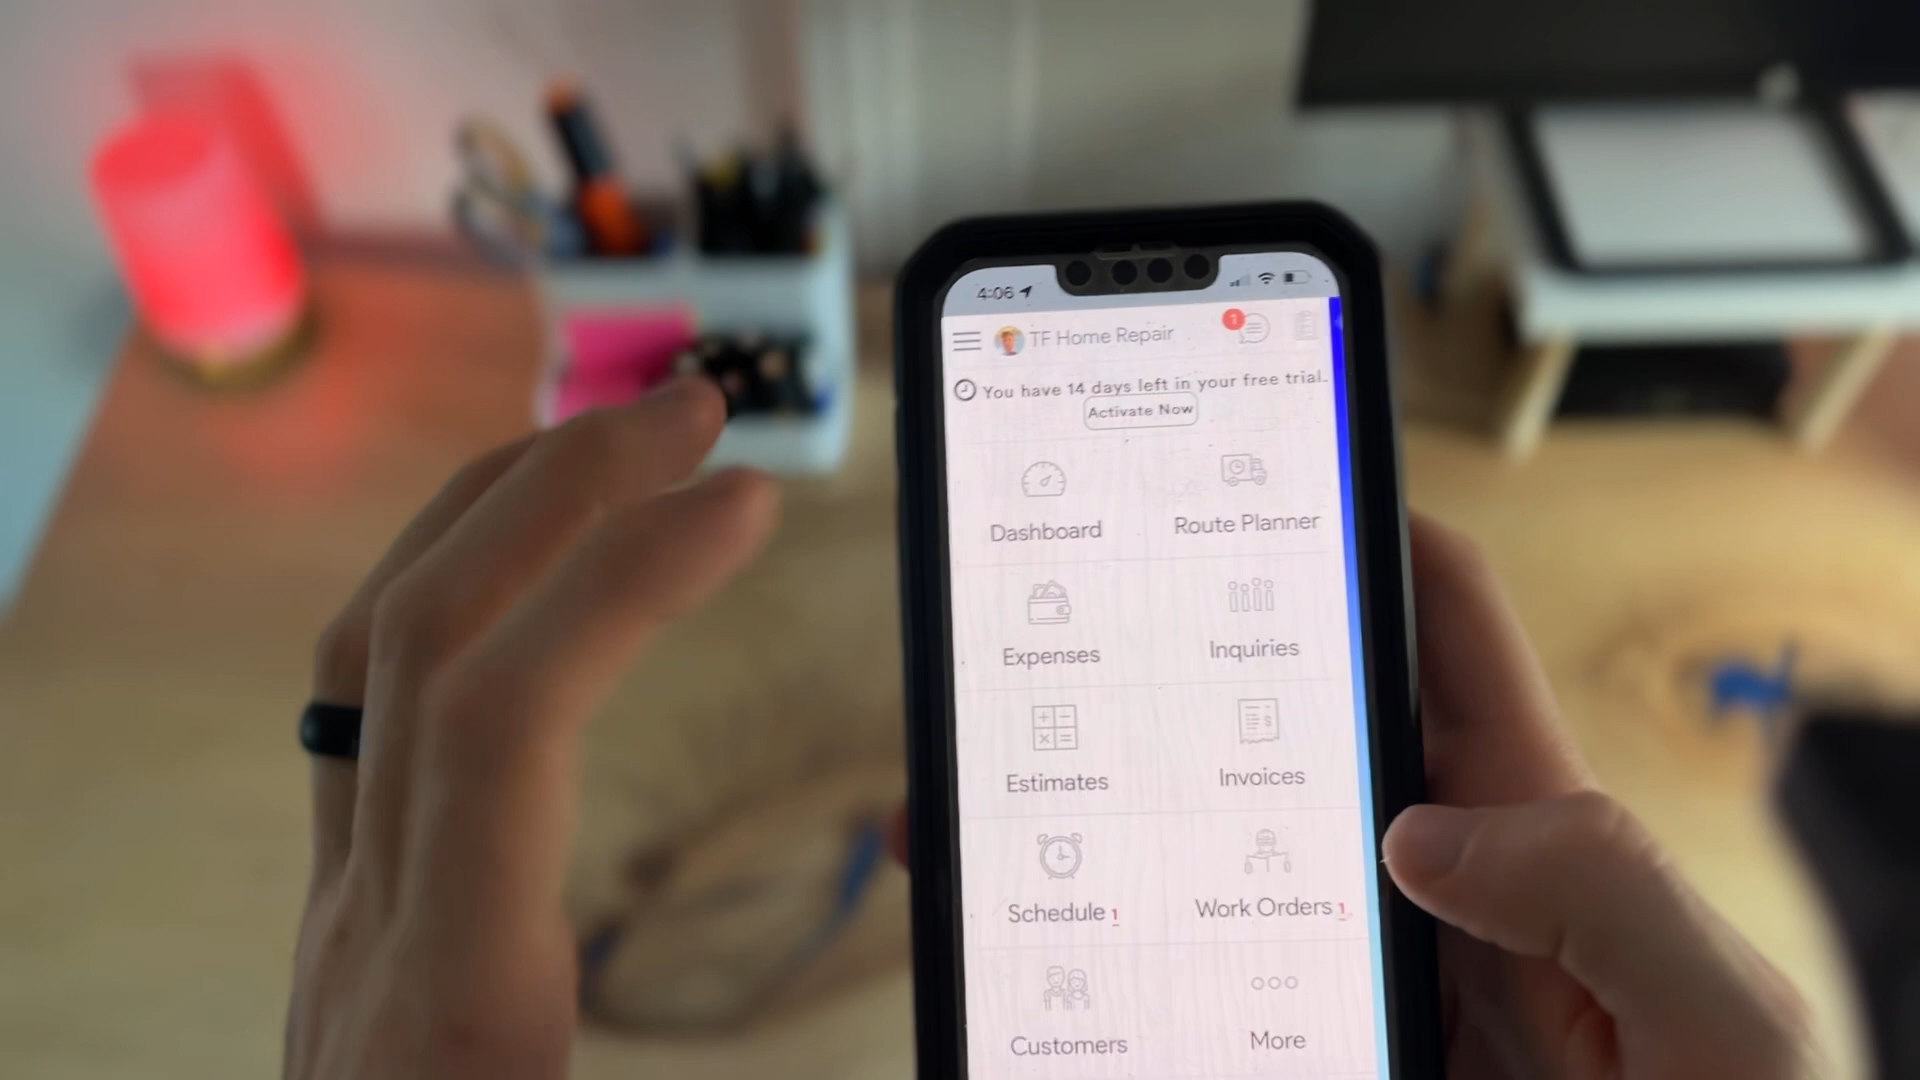 4:06
TF Home Repair
1
You have 14 days left in your free trial.
Activate Now
Dashboard
Route Planner
Expenses
Inquiries
Estimates
Invoices
Schedule 1
Work Orders 1
Customers
More